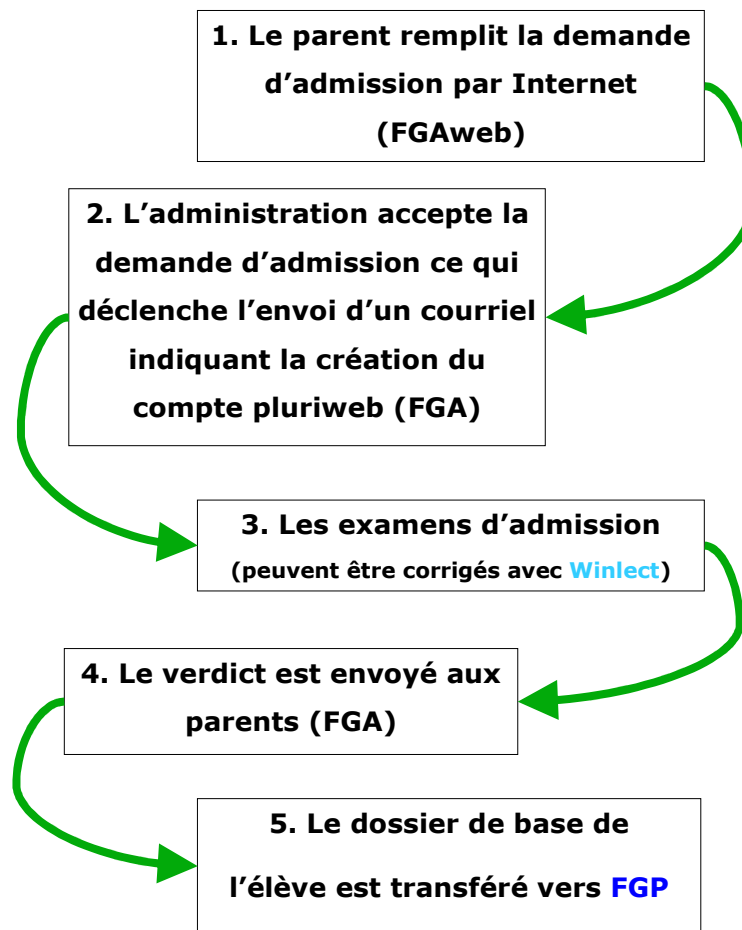 1. Le parent remplit la demande
d’admission par Internet
(FGAweb)
2. L’administration accepte la
demande d’admission ce qui
déclenche l’envoi d’un courriel
indiquant la création du
compte pluriweb (FGA)
3. Les examens d’admission
(peuvent être corrigés avec Winlect)
4. Le verdict est envoyé aux
parents (FGA)
5. Le dossier de base de
l’élève est transféré vers FGP